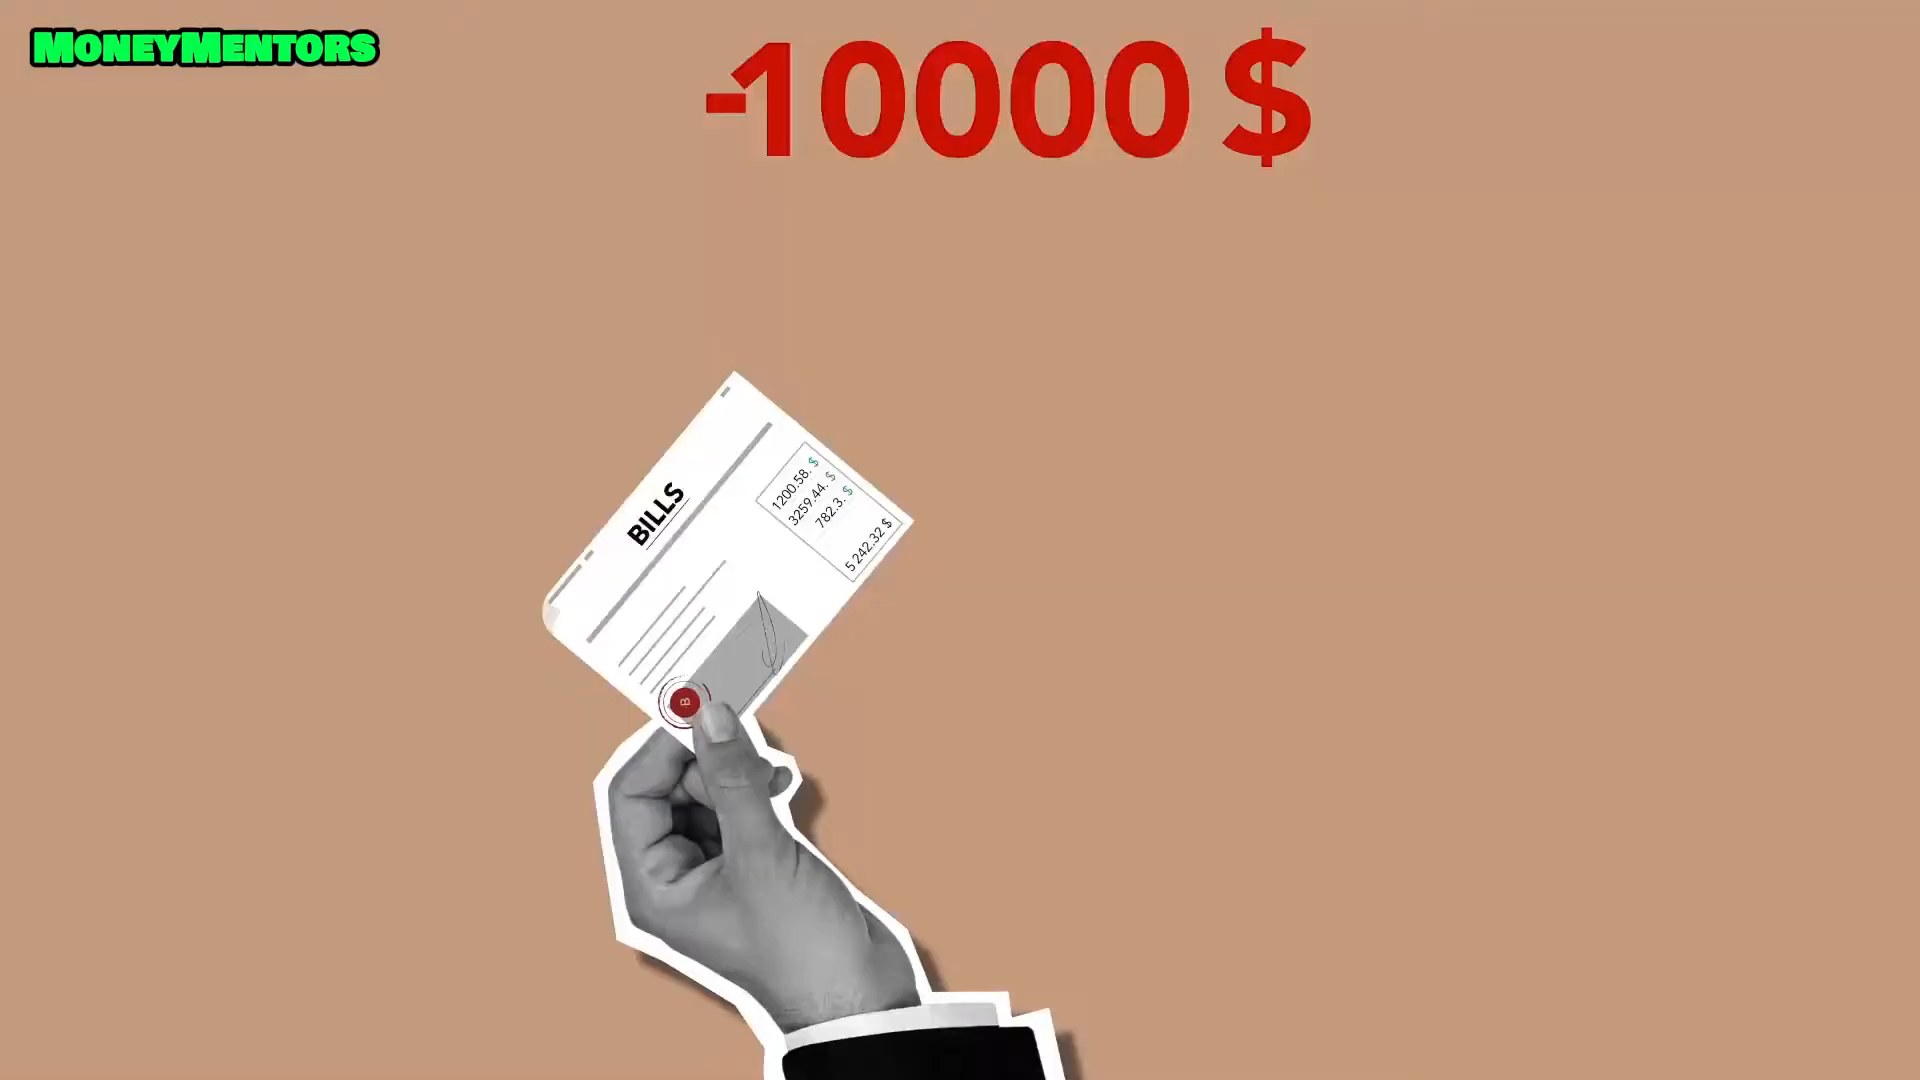 MONEYMENTORS
-10000 $
BILLS
1200.58. $
3259.44. $
782.3. $
5 242.32 $
B